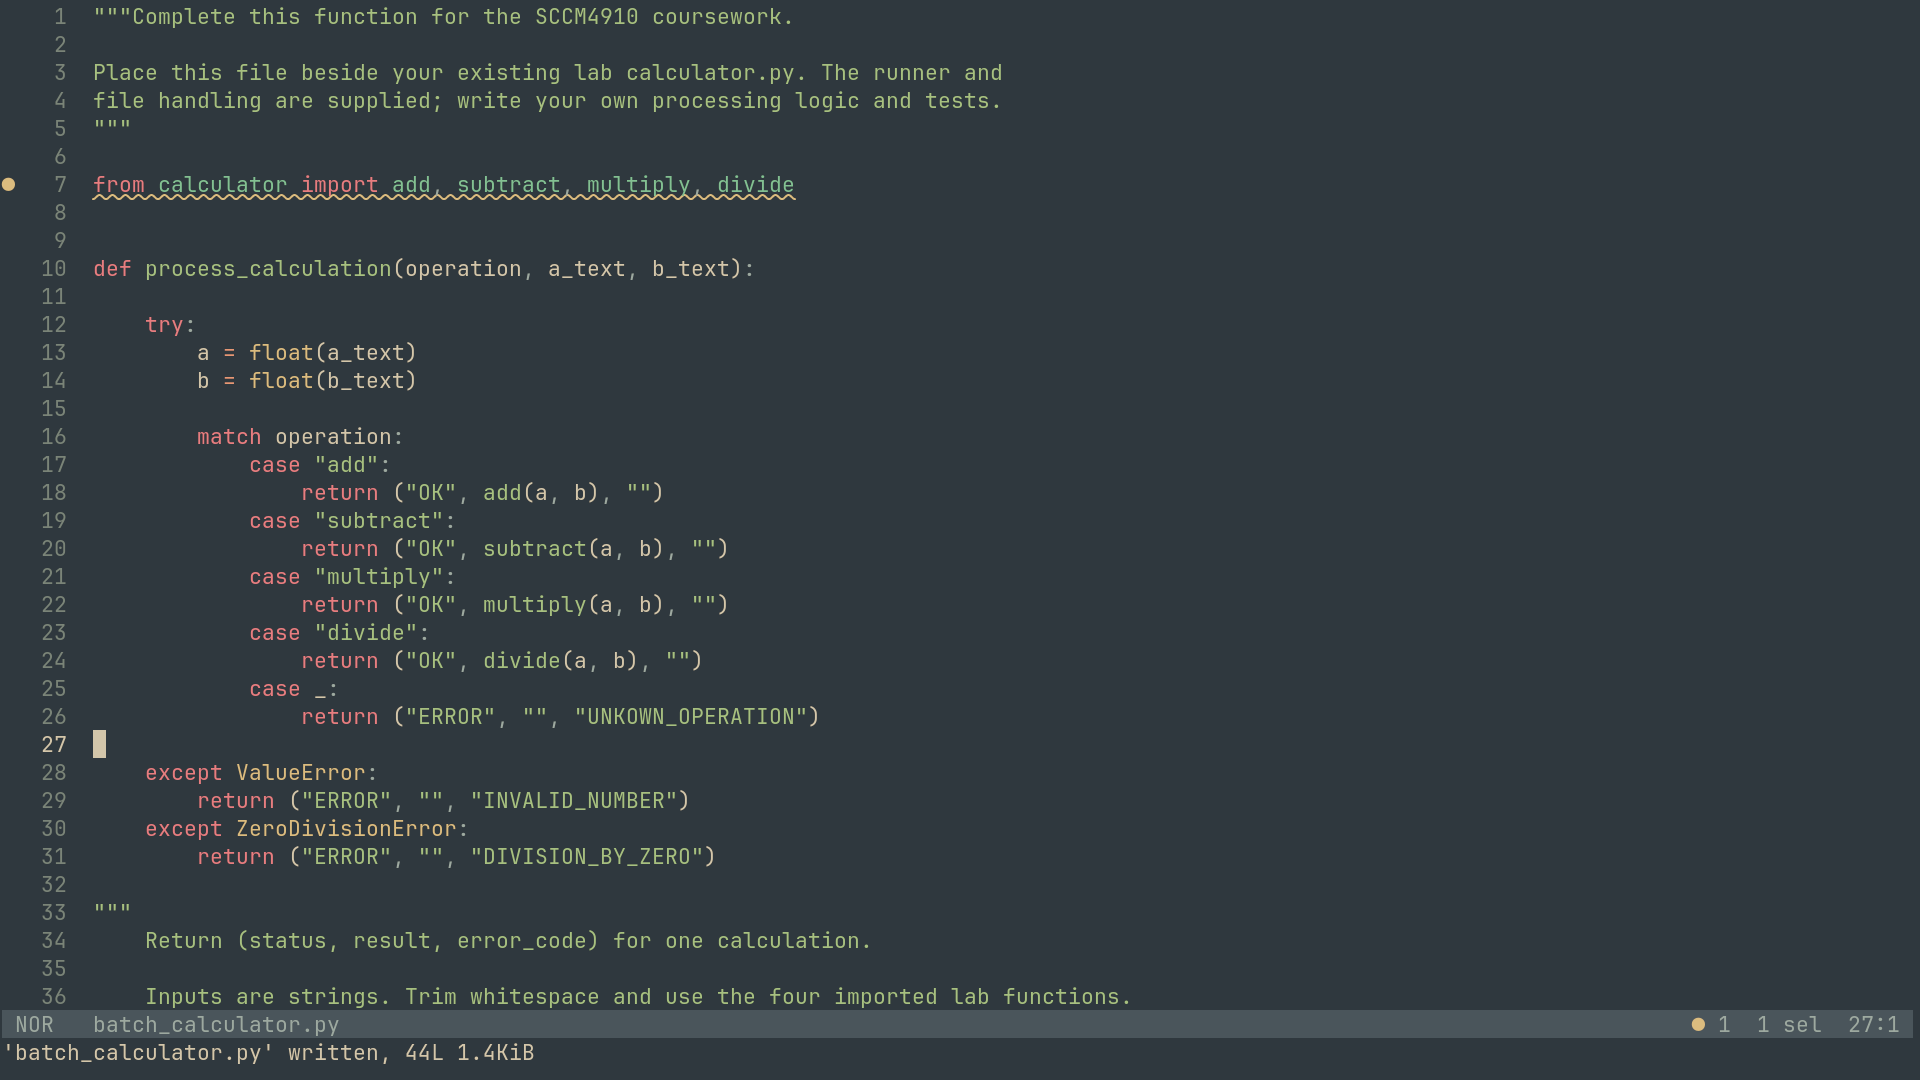 1 """Complete this function for the SCCM4910 coursework.
2
3 Place this file beside your existing lab calculator.py. The runner and
4 file handling are supplied; write your own processing logic and tests.
5 """
6
7 from calculator import add, subtract, multiply, divide
8
9
10 def process_calculation(operation, a_text, b_text):
11
12     try:
13         a = float(a_text)
14         b = float(b_text)
15
16         match operation:
17             case "add":
18                 return ("OK", add(a, b), "")
19             case "subtract":
20                 return ("OK", subtract(a, b), "")
21             case "multiply":
22                 return ("OK", multiply(a, b), "")
23             case "divide":
24                 return ("OK", divide(a, b), "")
25             case _:
26                 return ("ERROR", "", "UNKOWN_OPERATION")
27
28     except ValueError:
29         return ("ERROR", "", "INVALID_NUMBER")
30     except ZeroDivisionError:
31         return ("ERROR", "", "DIVISION_BY_ZERO")
32
33 """
34     Return (status, result, error_code) for one calculation.
35
36     Inputs are strings. Trim whitespace and use the four imported lab functions.
NOR batch_calculator.py ● 1 1 sel 27:1
'batch_calculator.py' written, 44L 1.4KiB